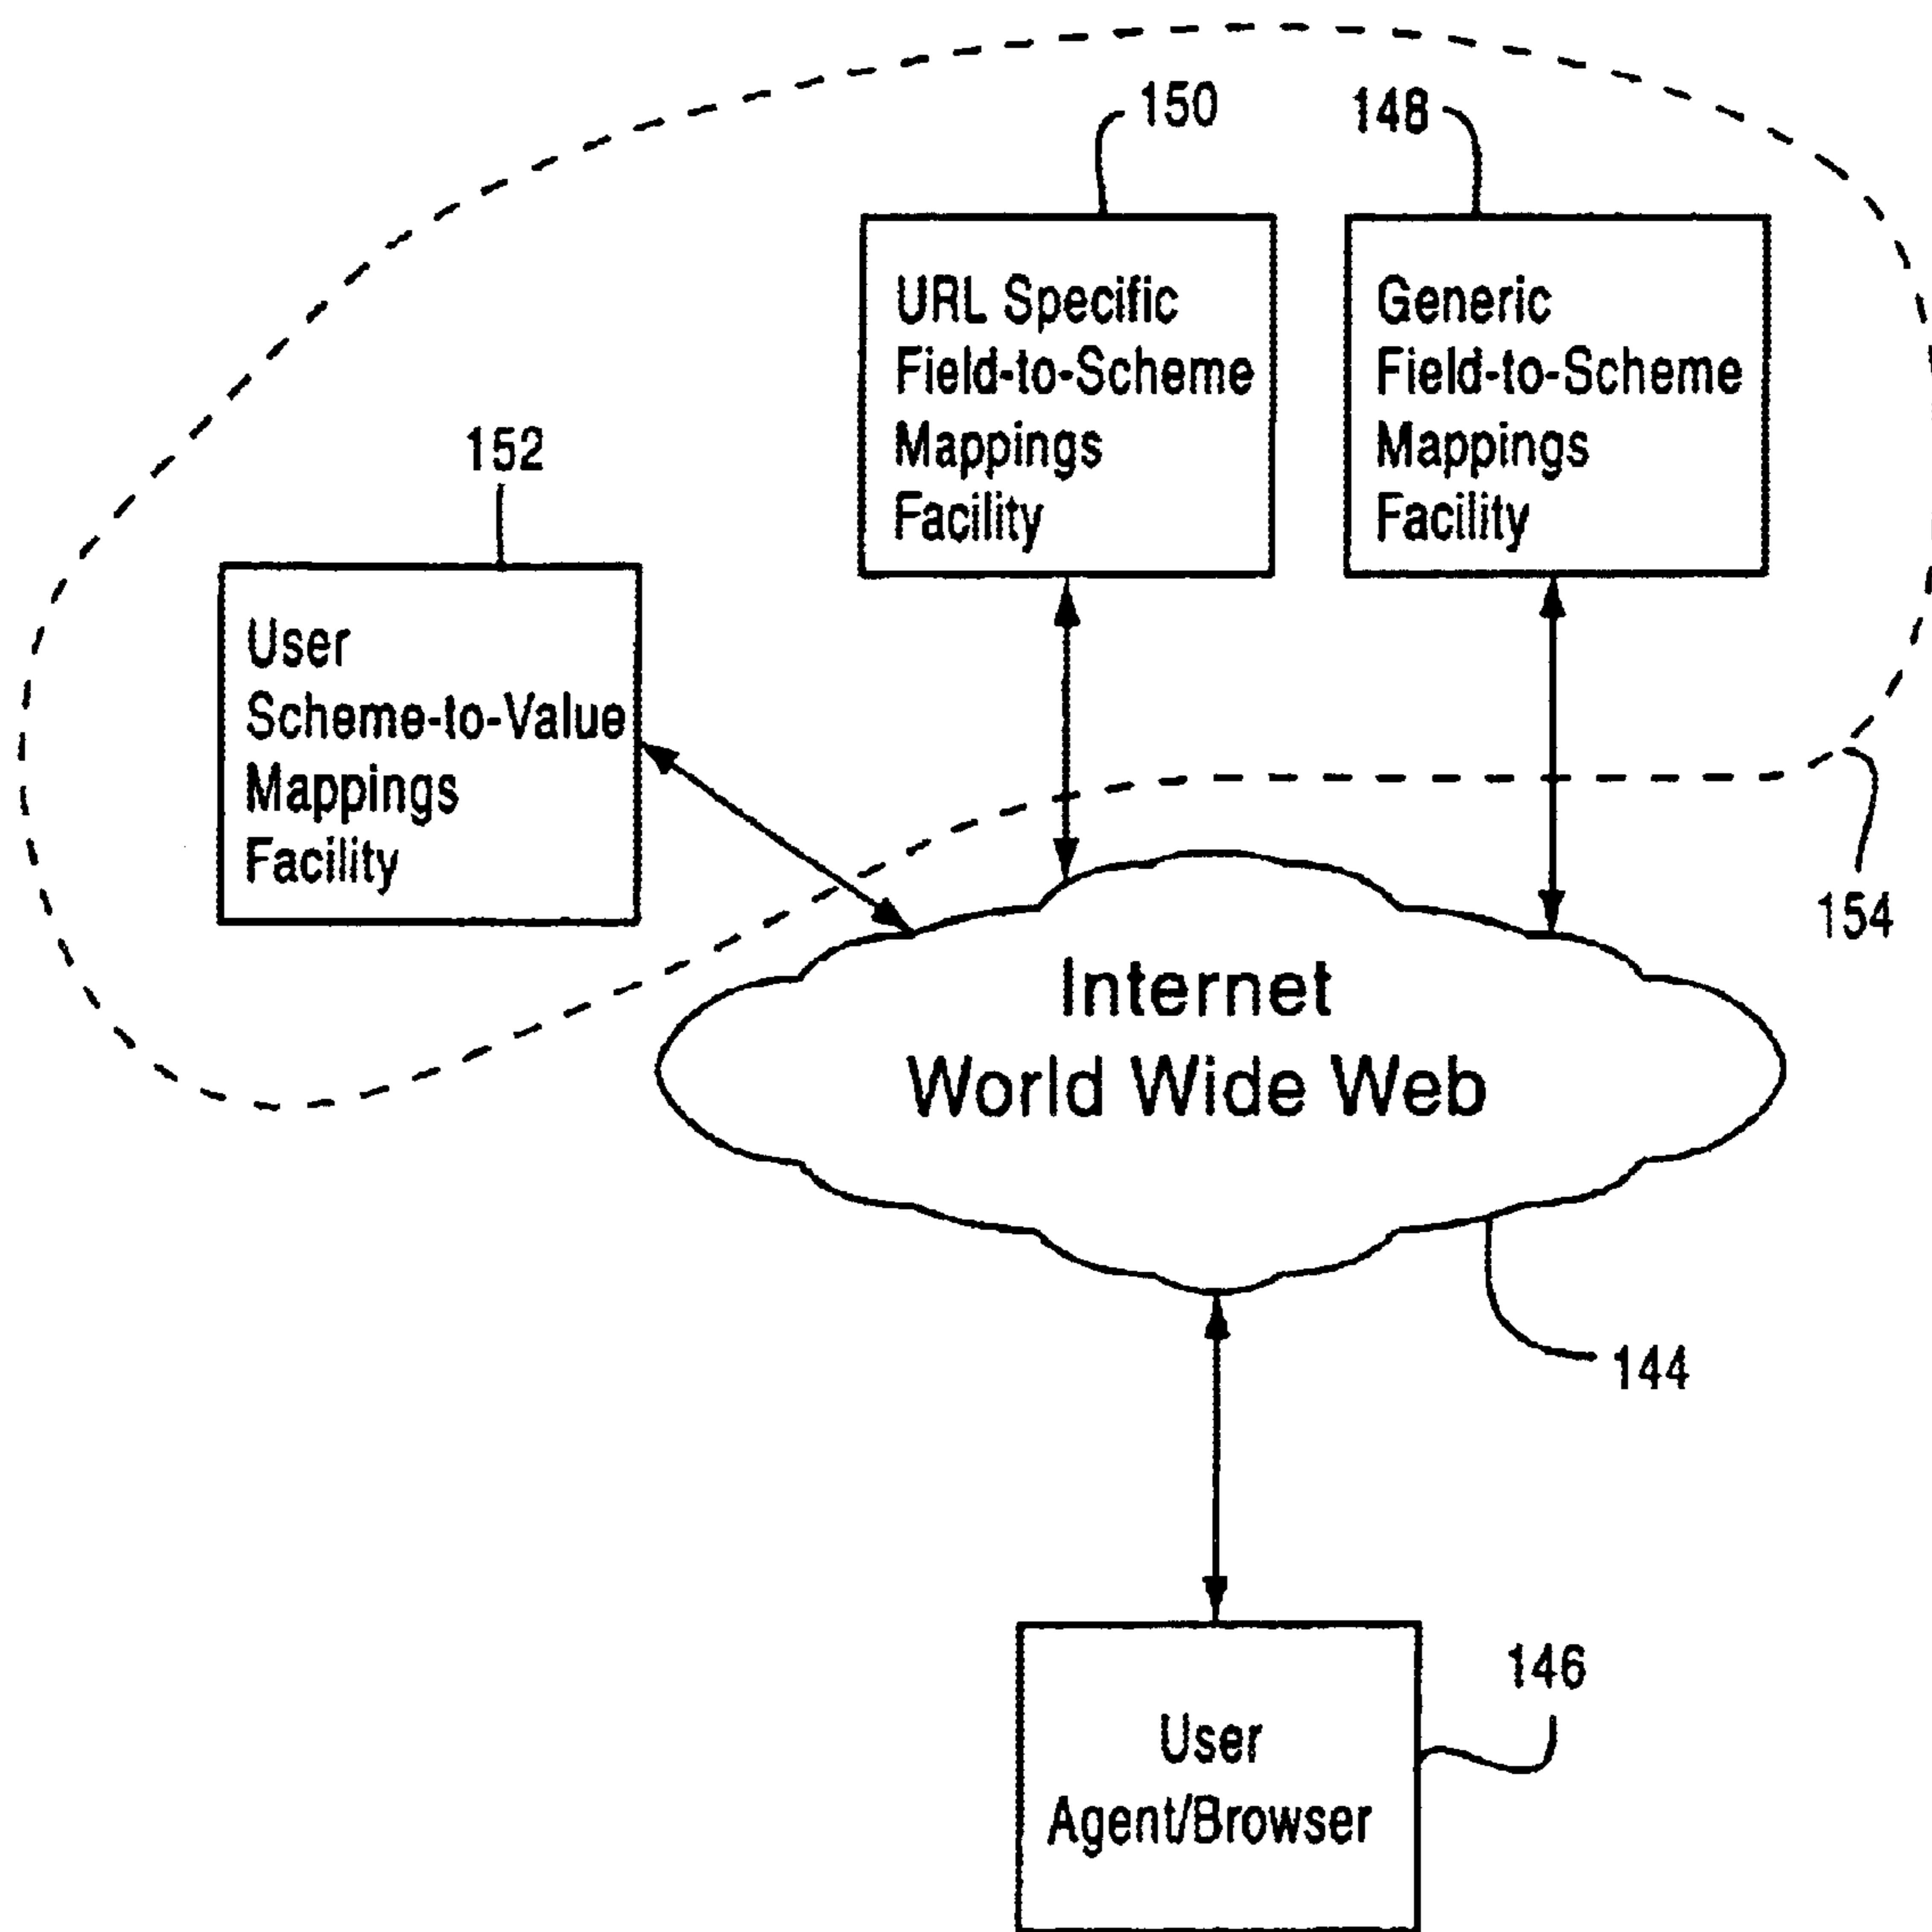 150
148
URL Specific
Field-to-Scheme
Mappings
Facility
Generic
Field-to-Scheme
Mappings
Facility
152
User
Scheme-to-Value
Mappings
Facility
154
Internet
World Wide Web
144
146
User
Agent/Browser